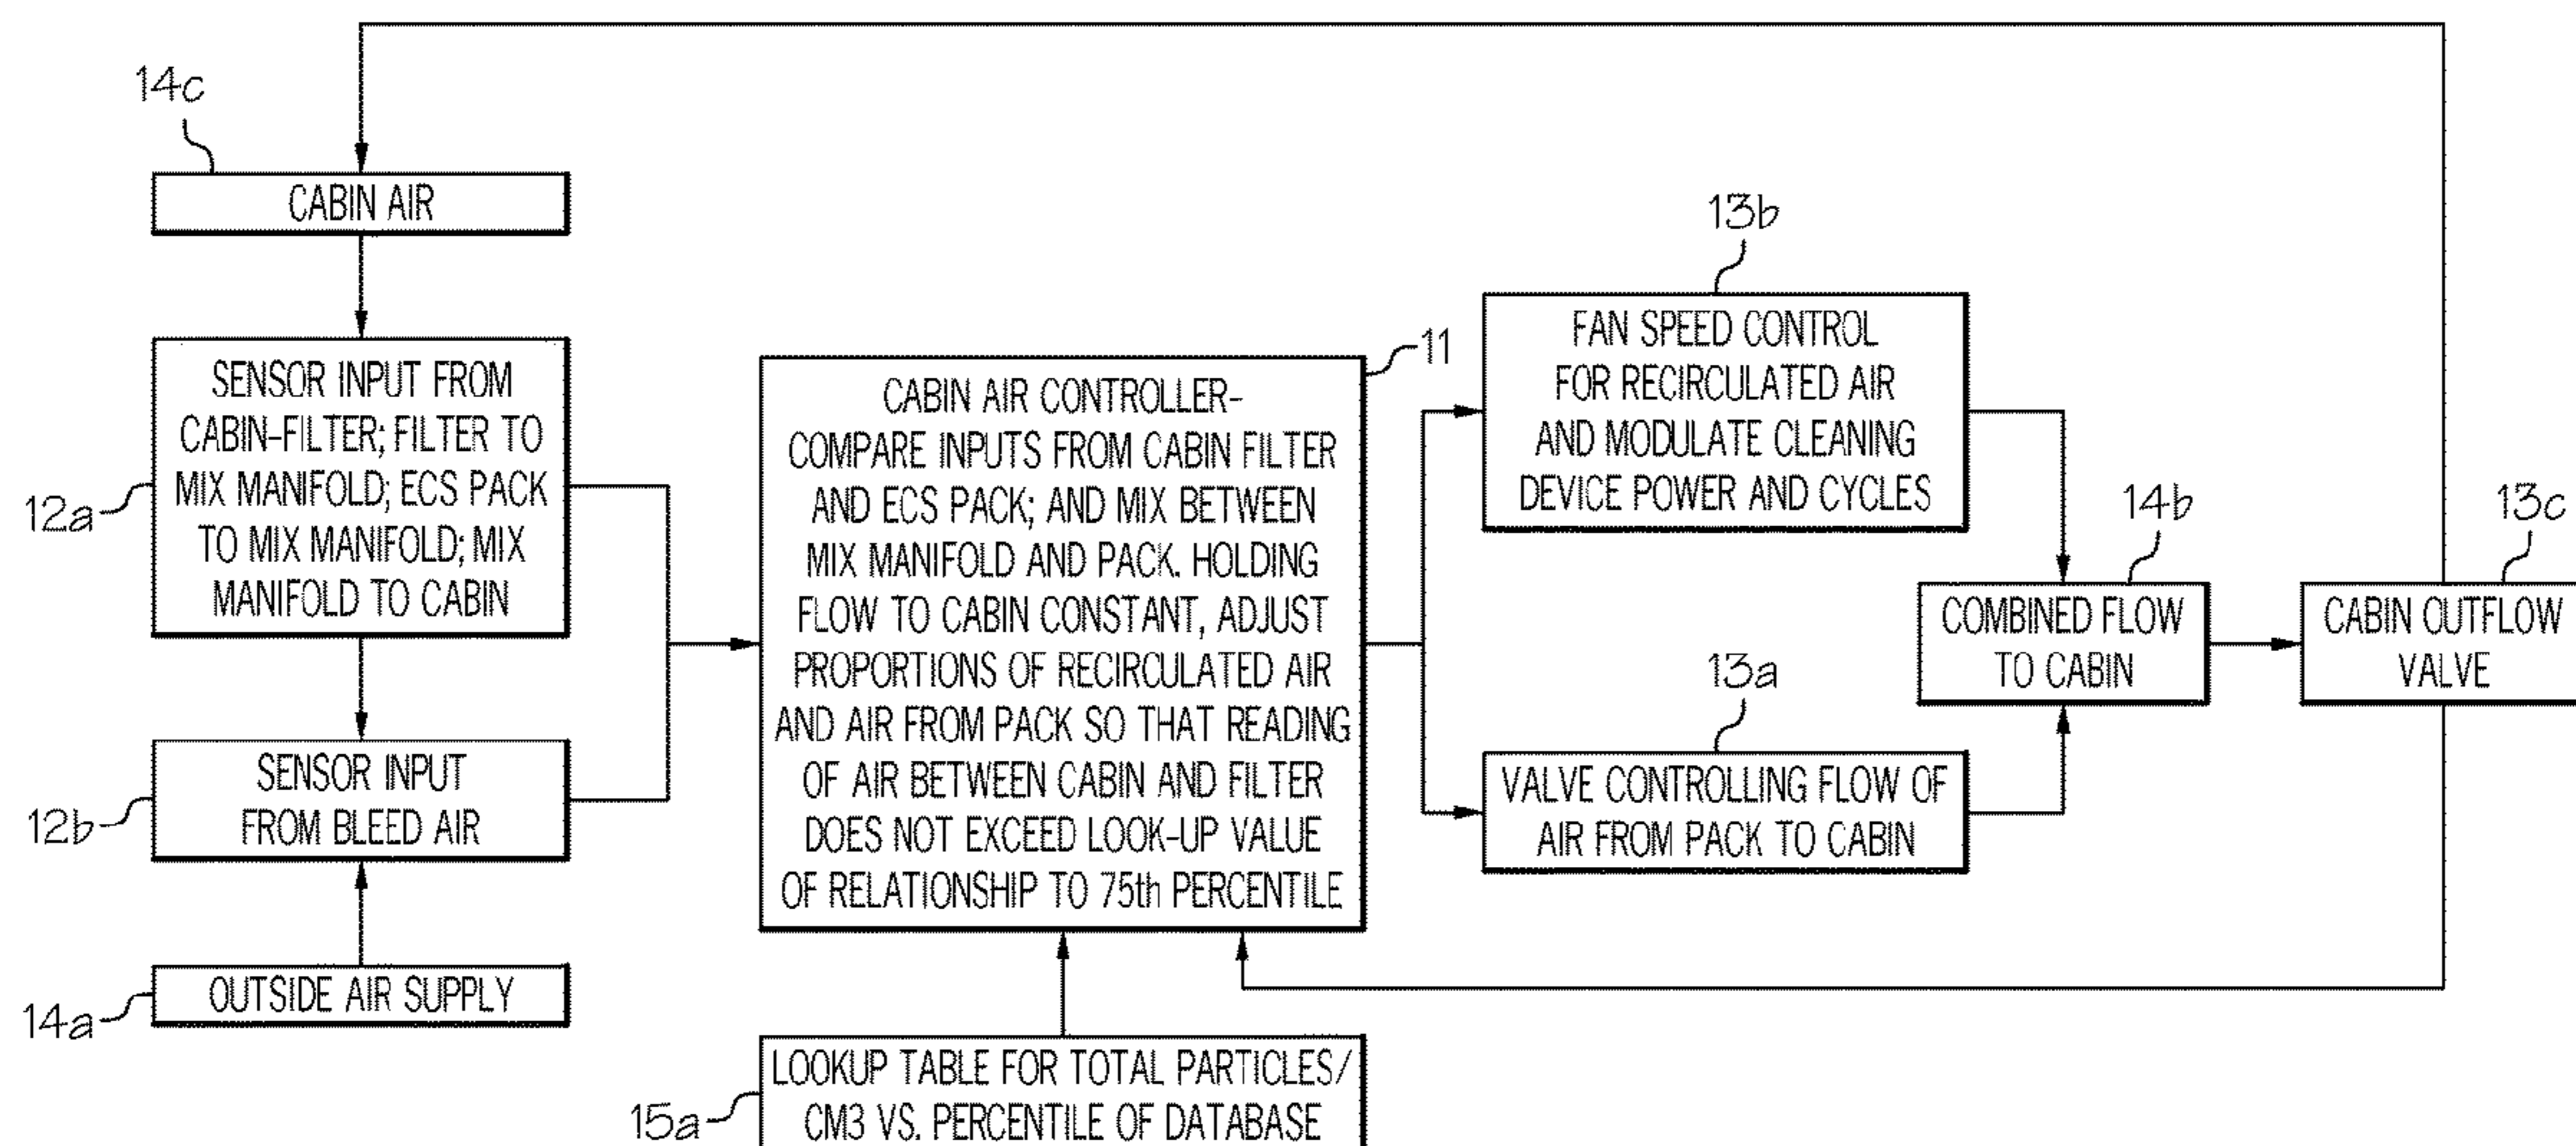 14c
CABIN AIR
12a
SENSOR INPUT FROM
CABIN-FILTER; FILTER TO
MIX MANIFOLD; ECS PACK
TO MIX MANIFOLD; MIX
MANIFOLD TO CABIN
12b
SENSOR INPUT
FROM BLEED AIR
14a
OUTSIDE AIR SUPPLY
11
CABIN AIR CONTROLLER-
COMPARE INPUTS FROM CABIN FILTER
AND ECS PACK; AND MIX BETWEEN
MIX MANIFOLD AND PACK. HOLDING
FLOW TO CABIN CONSTANT, ADJUST
PROPORTIONS OF RECIRCULATED AIR
AND AIR FROM PACK SO THAT READING
OF AIR BETWEEN CABIN AND FILTER
DOES NOT EXCEED LOOK-UP VALUE
OF RELATIONSHIP TO 75th PERCENTILE
15a
LOOKUP TABLE FOR TOTAL PARTICLES/
CM3 VS. PERCENTILE OF DATABASE
13b
FAN SPEED CONTROL
FOR RECIRCULATED AIR
AND MODULATE CLEANING
DEVICE POWER AND CYCLES
13a
VALVE CONTROLLING FLOW OF
AIR FROM PACK TO CABIN
14b
COMBINED FLOW
TO CABIN
13c
CABIN OUTFLOW
VALVE